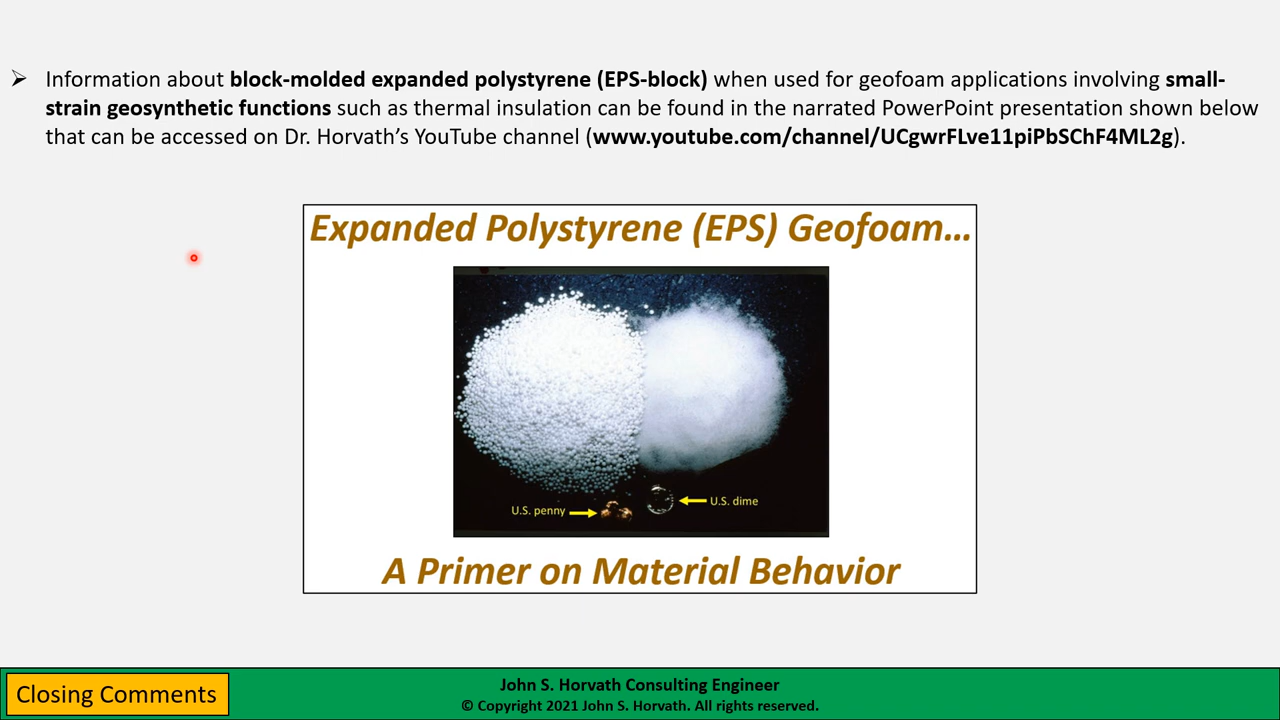 ➢ Information about block-molded expanded polystyrene (EPS-block) when used for geofoam applications involving small-
strain geosynthetic functions such as thermal insulation can be found in the narrated PowerPoint presentation shown below
that can be accessed on Dr. Horvath’s YouTube channel (www.youtube.com/channel/UCgwrFLve11piPbSChF4ML2g).
Expanded Polystyrene (EPS) Geofoam…
U.S. penny
U.S. dime
A Primer on Material Behavior
Closing Comments
John S. Horvath Consulting Engineer
© Copyright 2021 John S. Horvath. All rights reserved.